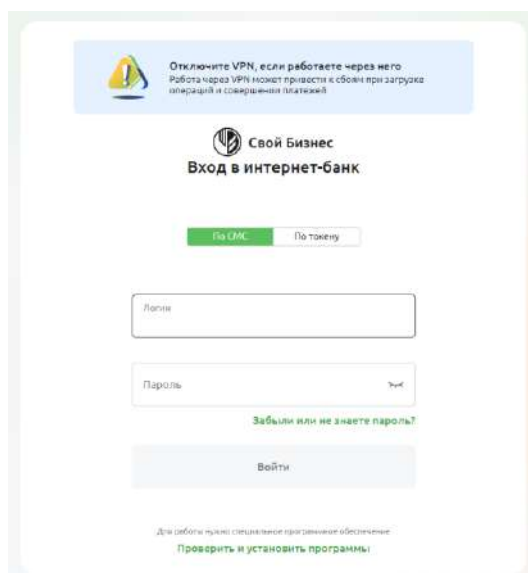 Отключите VPN, если работаете через него
Работа через VPN может привести к сбоям при загрузке
операций и совершении платежей
Свой Бизнес
Вход в интернет-банк
По СМС
По токену
Логин
Пароль
Забыли или не знаете пароль?
Войти
Для работы нужно специальное программное обеспечение
Проверить и установить программы